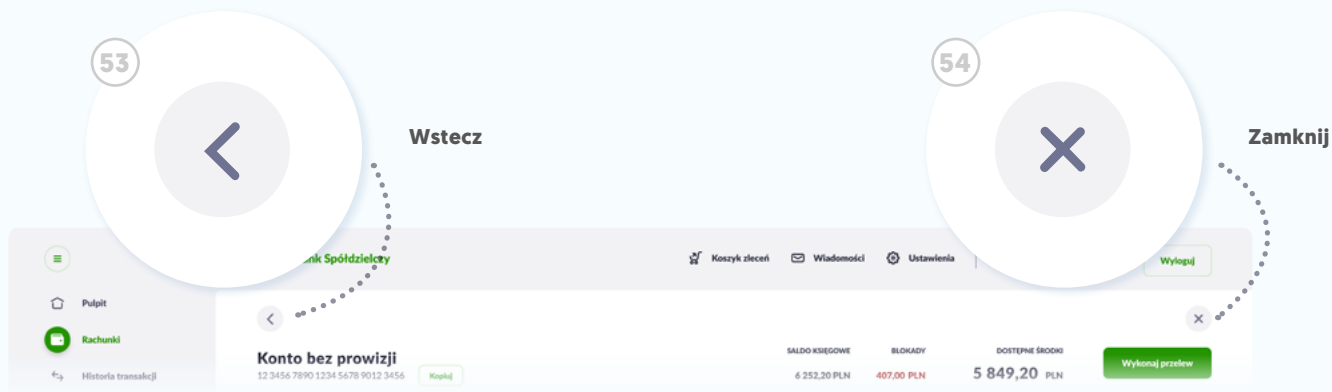 53
54
Wstecz
Zamknij
nk Spółdzielczy
Koszyk zleceń
Wiadomości
Ustawienia
Wyloguj
Pulpit
Rachunki
Historia transakcji
Konto bez prowizji
12 3456 7890 1234 5678 9012 3456
Kopiuj
SALDO KSIĘGOWE
BLOKADY
DOSTĘPNE ŚRODKI
6 252,20 PLN
407,00 PLN
5 849,20 PLN
Wykonaj przelew